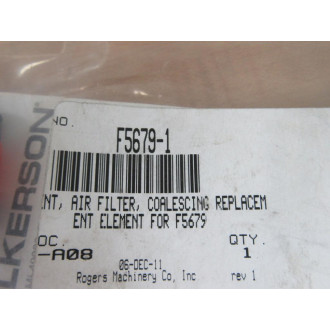 NO.
F5679-1
NT, AIR FILTER, COALESCING REPLACEM
ENT ELEMENT FOR F5679
OC.
QTY.
-A08
1
06-DEC-11
Rogers Machinery Co, Inc
rev 1
LKERSON